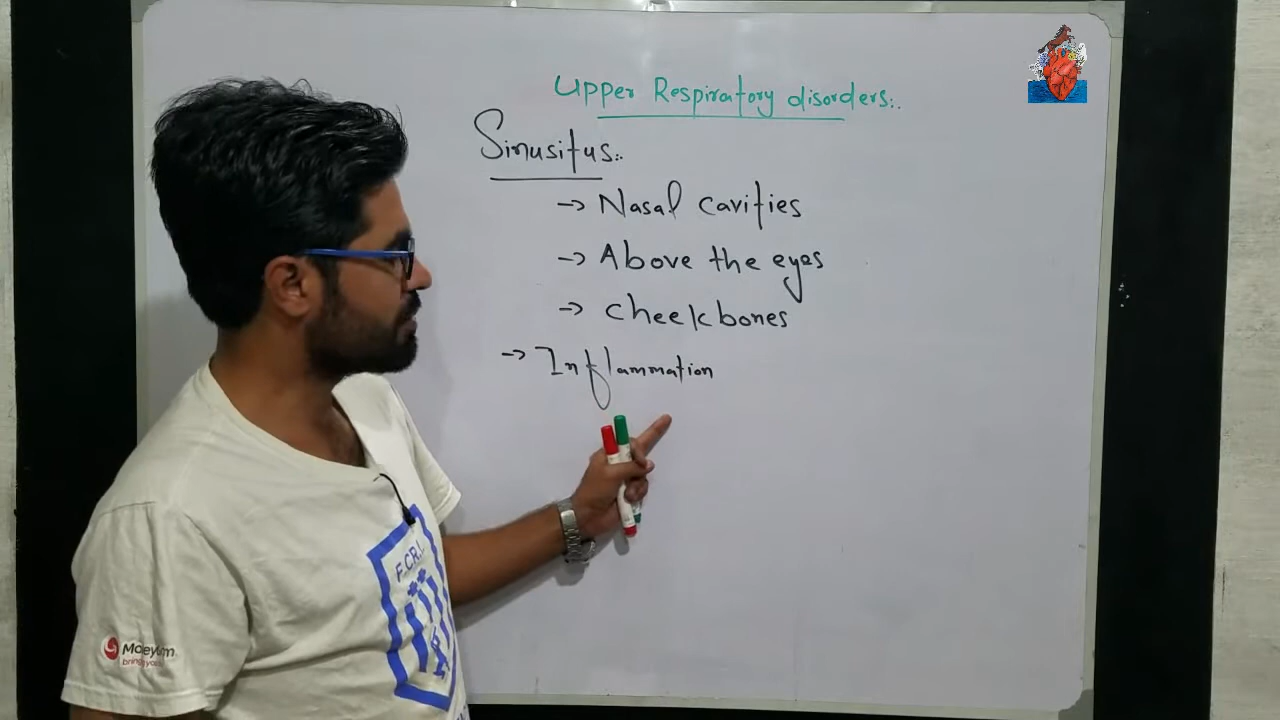 Upper Respiratory disorders:.
Sinusitus:.
→ Nasal cavities
→ Above the eyes
→ Cheekbones
→ Inflammation
F.C.R.I.